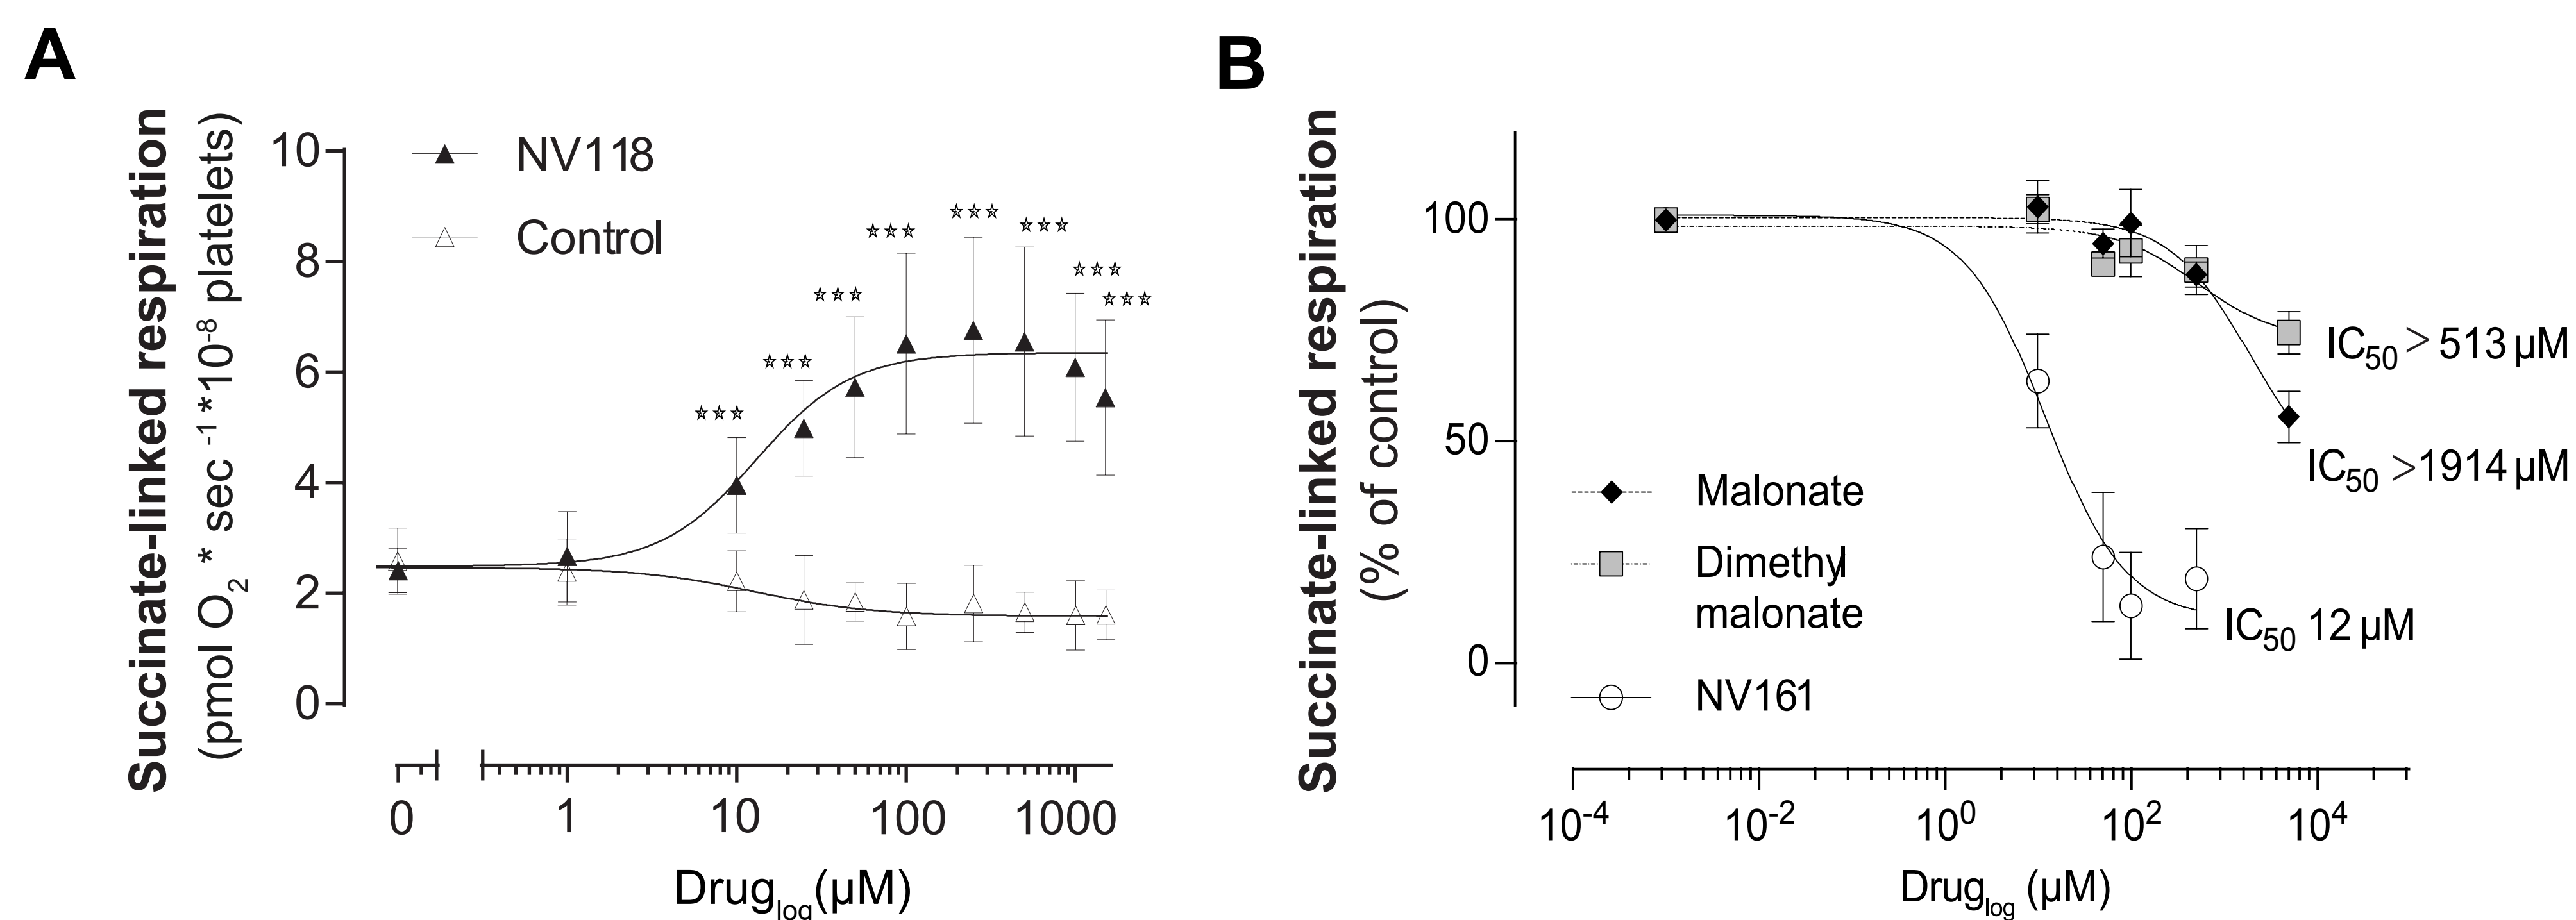 A
Succinate-linked respiration
(pmol O2 * sec -1 *10-8 platelets)
10
8
6
4
2
0
NV118
Control
☆☆☆
☆☆☆
☆☆☆
☆☆☆
☆☆☆
☆☆☆
☆☆☆
☆☆☆
0 1 10 100 1000
Druglog(µM)
B
Succinate-linked respiration
(% of control)
100
50
0
Malonate
Dimethyl
malonate
NV161
IC50 > 513 µM
IC50 >1914 µM
IC50 12 µM
10-4 10-2 100 102 104
Druglog (µM)